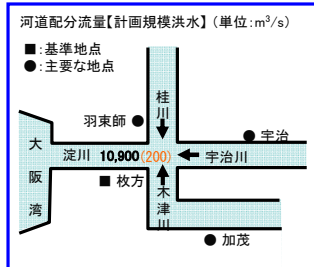 河道配分流量【計画規模洪水】（単位:m³/s）
■:基準地点
●:主要な地点
桂川
羽束師●
●宇治
大阪湾
淀川 10,900(200)
宇治川
■枚方
木津川
●加茂